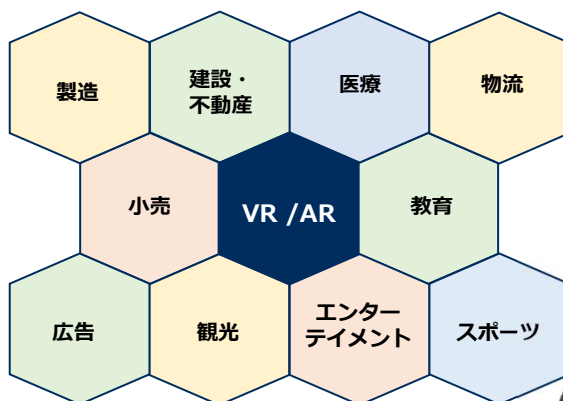 製造
建設・
不動産
医療
物流
小売
VR /AR
教育
広告
観光
エンター
テイメント
スポーツ